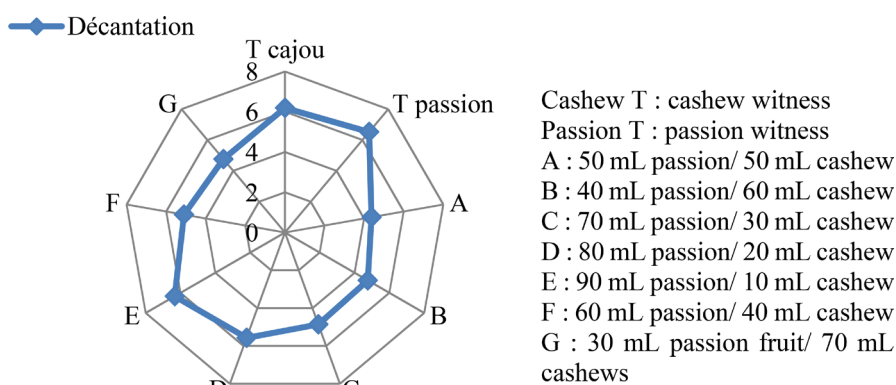 Décantation
T cajou
8
G
T passion
6
4
F
2
A
0
E
B
D
C
Cashew T : cashew witness
Passion T : passion witness
A : 50 mL passion/ 50 mL cashew
B : 40 mL passion/ 60 mL cashew
C : 70 mL passion/ 30 mL cashew
D : 80 mL passion/ 20 mL cashew
E : 90 mL passion/ 10 mL cashew
F : 60 mL passion/ 40 mL cashew
G : 30 mL passion fruit/ 70 mL
cashews